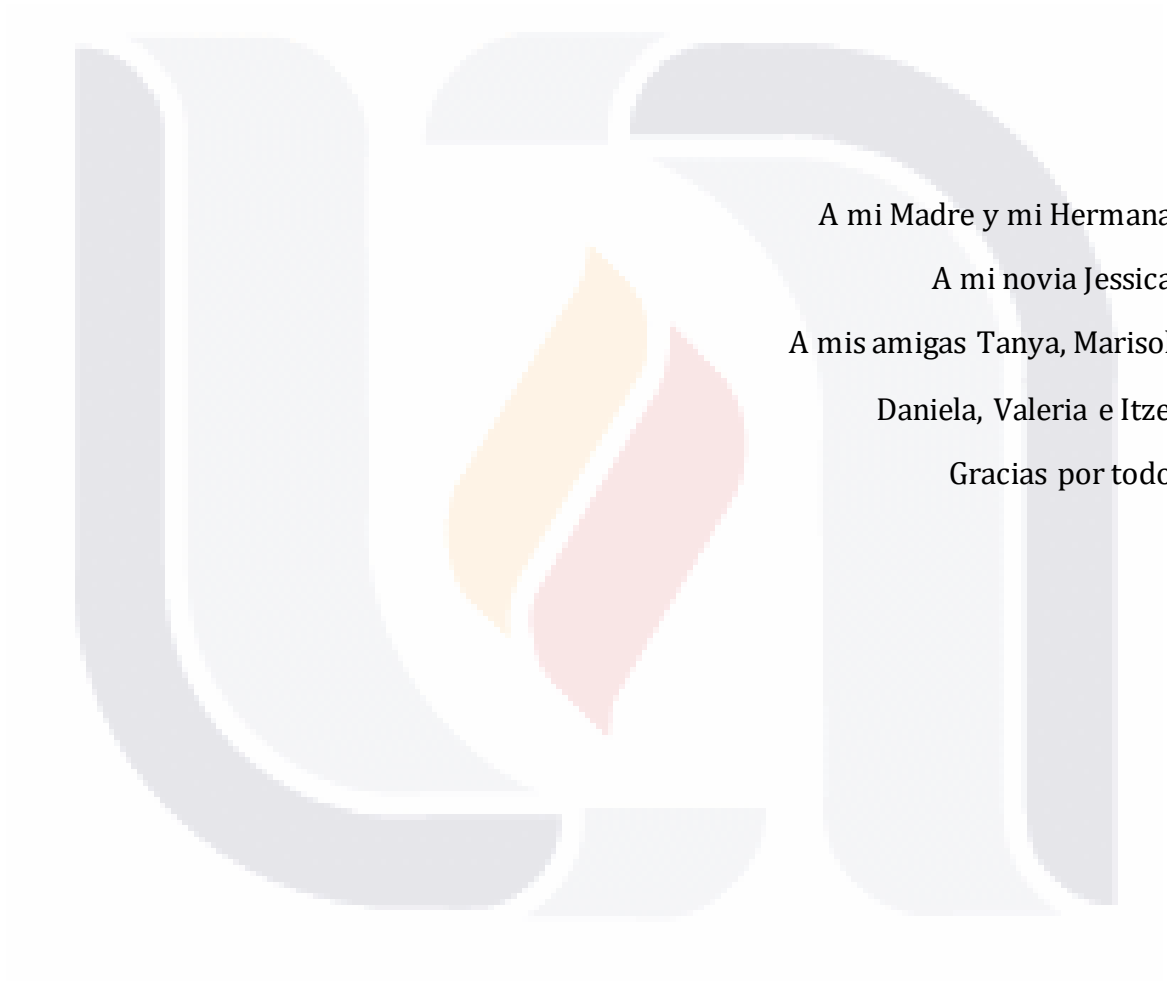 A mi Madre y mi Hermana
A mi novia Jessica
A mis amigas Tanya, Marisol
Daniela, Valeria e Itze
Gracias por todo